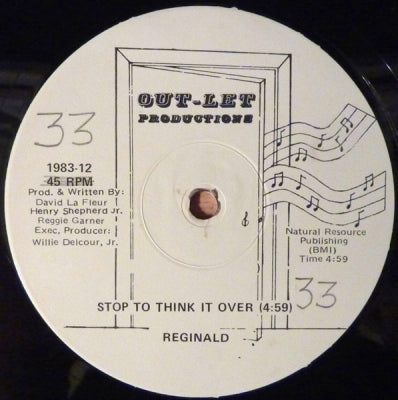 OUT-LET
PRODUCTIONS
33
1983-12
45 RPM
Prod. & Written By:
David La Fleur
Henry Shepherd Jr.
Reggie Garner
Exec, Producer:
Willie Delcour, Jr.
Natural Resource
Publishing
(BMI)
Time 4:59
STOP TO THINK IT OVER (4:59)
33
REGINALD